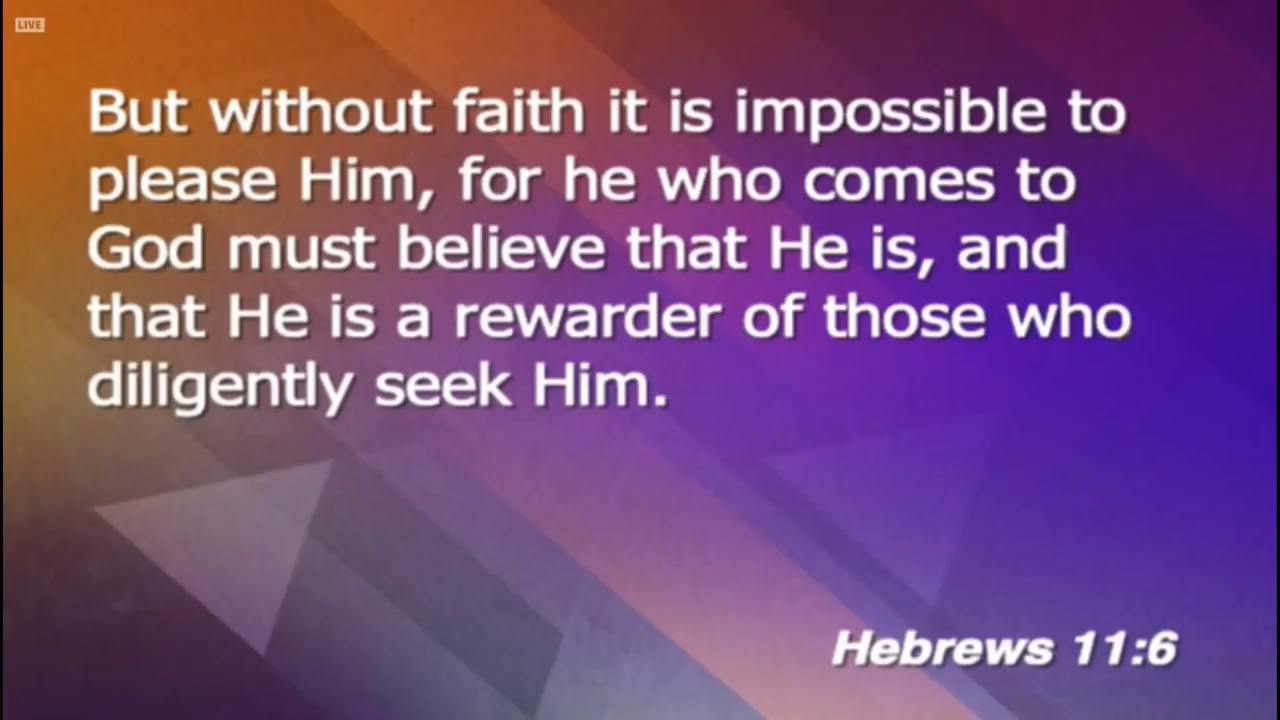 LIVE
But without faith it is impossible to
please Him, for he who comes to
God must believe that He is, and
that He is a rewarder of those who
diligently seek Him.
Hebrews 11:6